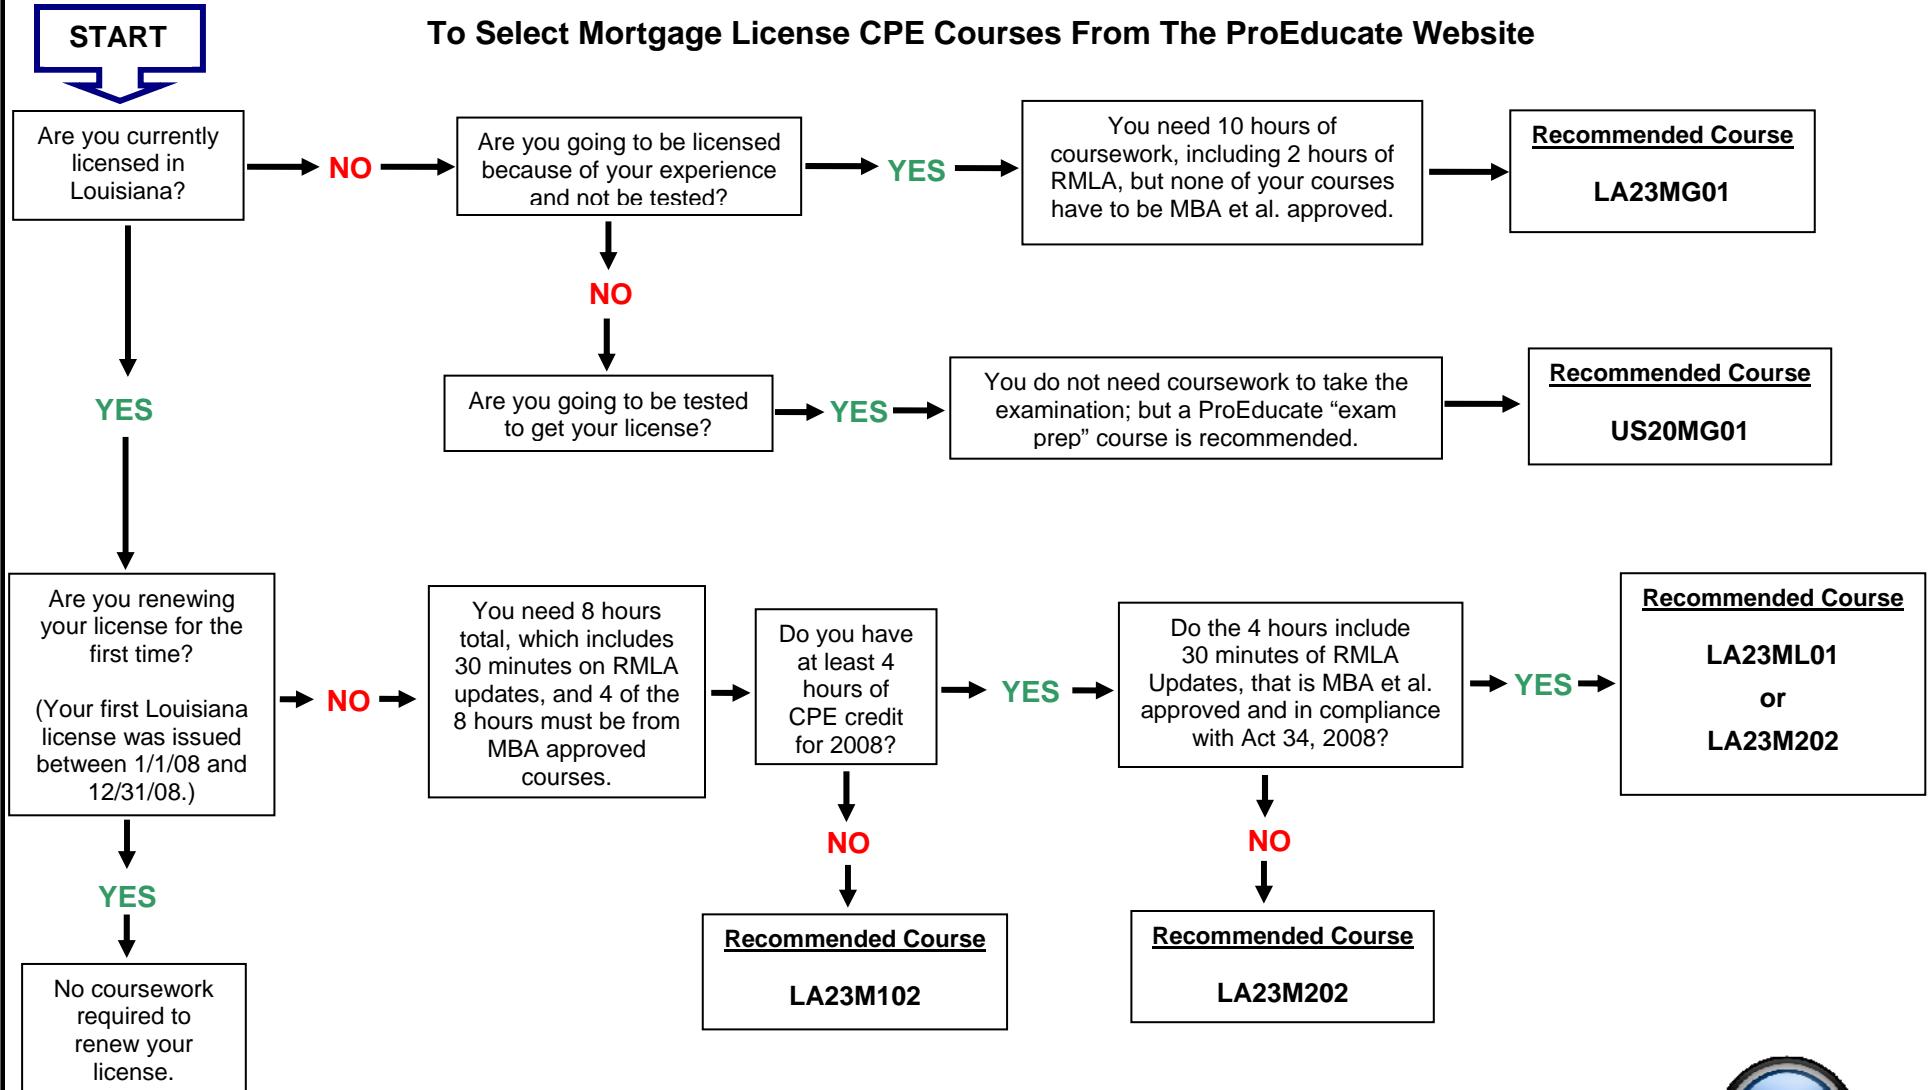 START
To Select Mortgage License CPE Courses From The ProEducate Website
Are you currently
licensed in
Louisiana?
NO
Are you going to be licensed
because of your experience
and not be tested?
YES
You need 10 hours of
coursework, including 2 hours of
RMLA, but none of your courses
have to be MBA et al. approved.
Recommended Course
LA23MG01
NO
YES
Are you going to be tested
to get your license?
YES
You do not need coursework to take the
examination; but a ProEducate “exam
prep” course is recommended.
Recommended Course
US20MG01
Are you renewing
your license for the
first time?
(Your first Louisiana
license was issued
between 1/1/08 and
12/31/08.)
NO
You need 8 hours
total, which includes
30 minutes on RMLA
updates, and 4 of the
8 hours must be from
MBA approved
courses.
Do you have
at least 4
hours of
CPE credit
for 2008?
YES
Do the 4 hours include
30 minutes of RMLA
Updates, that is MBA et al.
approved and in compliance
with Act 34, 2008?
YES
Recommended Course
LA23ML01
or
LA23M202
NO
NO
YES
Recommended Course
LA23M102
Recommended Course
LA23M202
No coursework
required to
renew your
license.